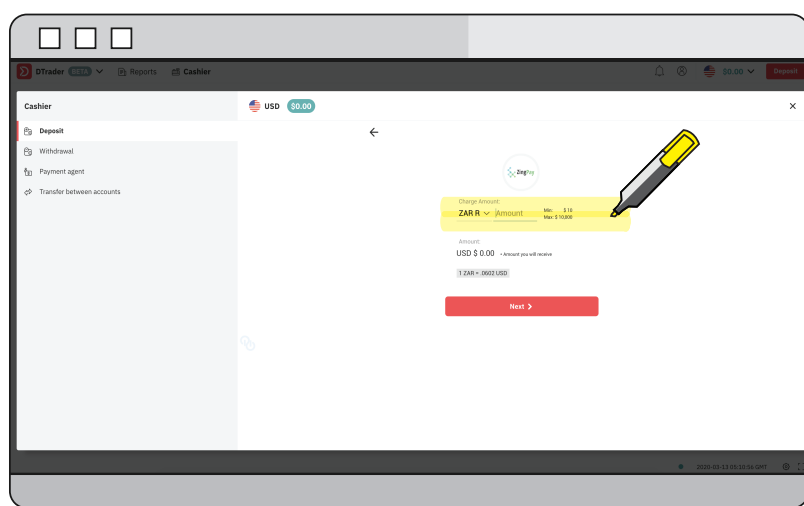 DTrader BETA Reports Cashier $0.00 Deposit
Cashier USD $0.00
Deposit
Withdrawal
Payment agent
Transfer between accounts
ZingPay
Charge Amount:
ZAR R Amount Min: $ 10
Max: $ 10,000
Amount:
USD $ 0.00 • Amount you will receive
1 ZAR = .0602 USD
Next